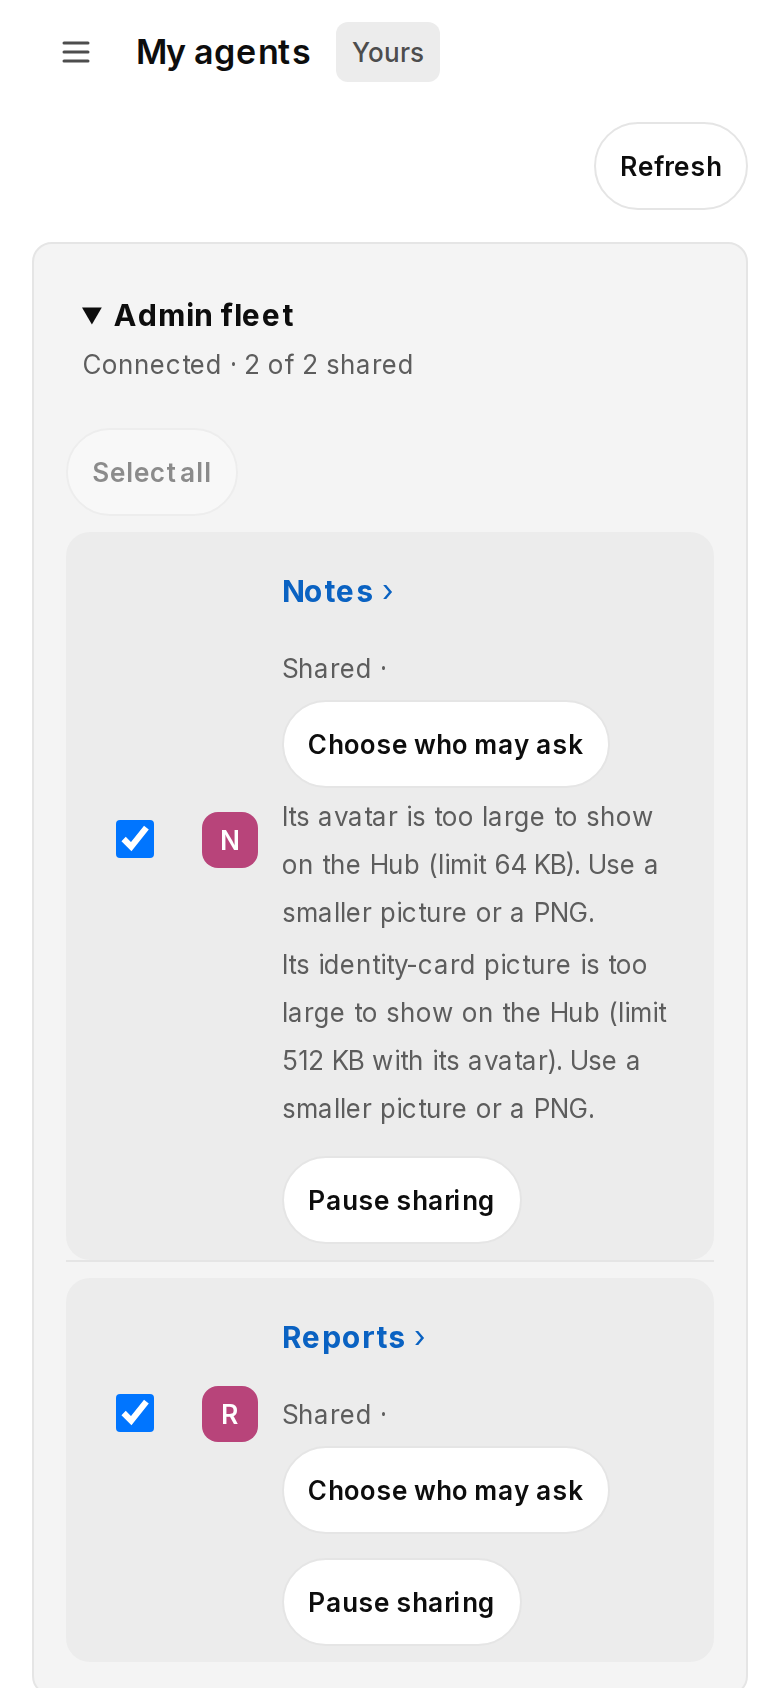 My agents
Yours
Refresh
▼ Admin fleet
Connected · 2 of 2 shared
Select all
Notes ›
Shared ·
Choose who may ask
N
Its avatar is too large to show
on the Hub (limit 64 KB). Use a
smaller picture or a PNG.
Its identity-card picture is too
large to show on the Hub (limit
512 KB with its avatar). Use a
smaller picture or a PNG.
Pause sharing
Reports ›
R
Shared ·
Choose who may ask
Pause sharing